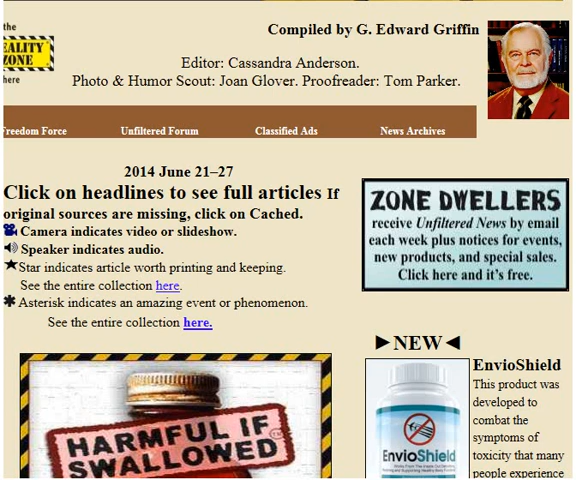 the
EALITY
ZONE
here
Compiled by G. Edward Griffin
Editor: Cassandra Anderson.
Photo & Humor Scout: Joan Glover. Proofreader: Tom Parker.
Freedom Force
Unfiltered Forum
Classified Ads
News Archives
2014 June 21–27
Click on headlines to see full articles If
original sources are missing, click on Cached.
Camera indicates video or slideshow.
Speaker indicates audio.
Star indicates article worth printing and keeping.
See the entire collection here.
Asterisk indicates an amazing event or phenomenon.
See the entire collection here.
HARMFUL IF
SWALLOWED
ZONE DWELLERS
receive Unfiltered News by email
each week plus notices for events,
new products, and special sales.
Click here and it's free.
►NEW◄
EnvioShield
This product was
developed to
combat the
symptoms of
toxicity that many
people experience
EnvioShield